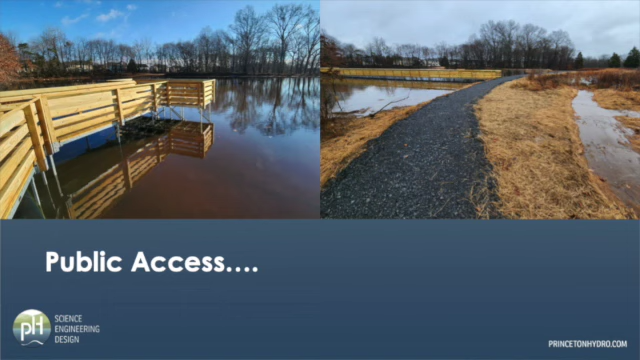 Public Access....
pH
SCIENCE
ENGINEERING
DESIGN
PRINCETONHYDRO.COM